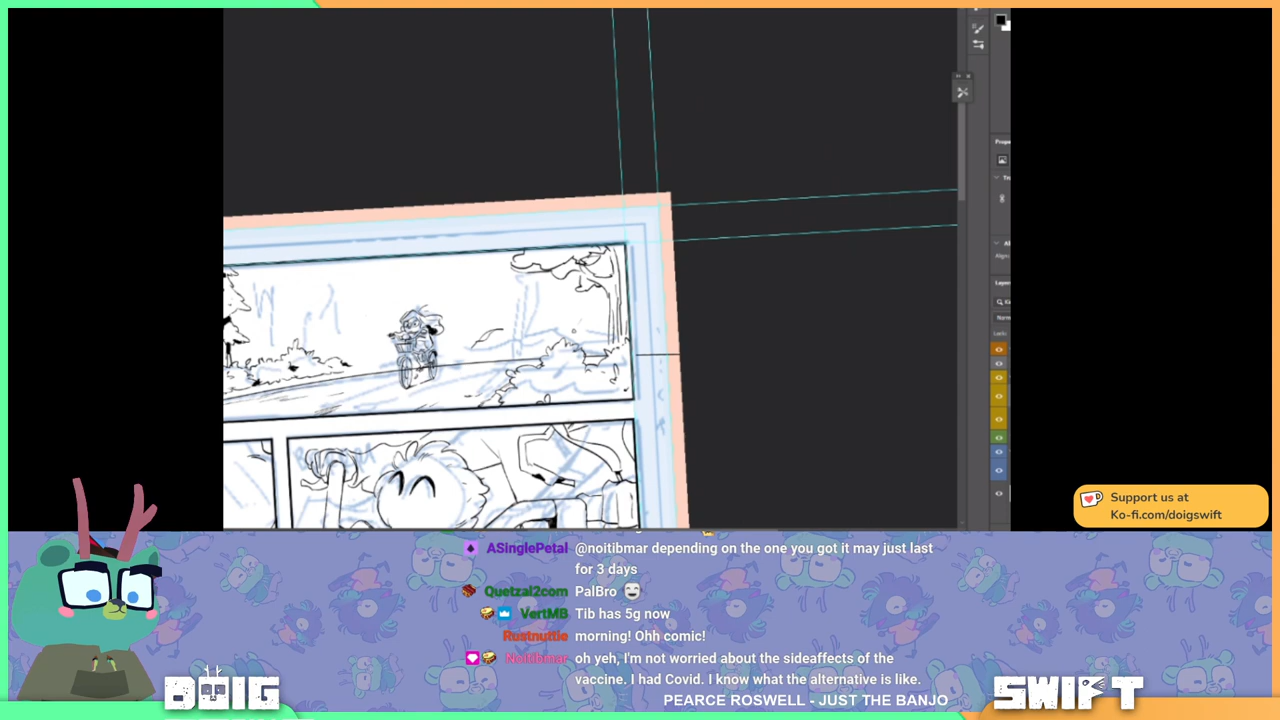 Support us at
Ko-fi.com/doigswift
ASinglePetal @noitibmar depending on the one you got it may just last
for 3 days
Quetzal2com PalBro
VertMB Tib has 5g now
Rustnuttie morning! Ohh comic!
Noitibmar oh yeh, I'm not worried about the sideaffects of the
vaccine. I had Covid. I know what the alternative is like.
PEARCE ROSWELL - JUST THE BANJO
DOIG
SWIFT